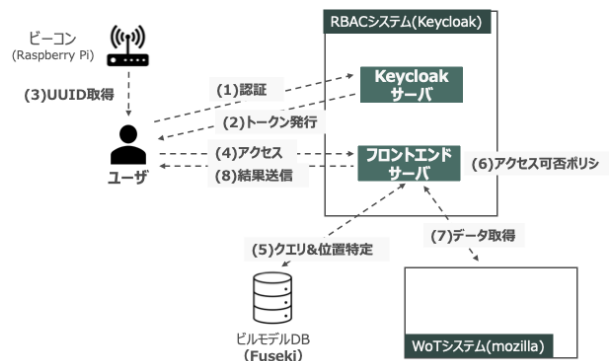 ビーコン
(Raspberry Pi)
RBACシステム(Keycloak)
(3)UUID取得
(1)認証
Keycloak
サーバ
(2)トークン発行
(4)アクセス
(8)結果送信
ユーザ
フロントエンド
サーバ
(6)アクセス可否ポリシ
(5)クエリ&位置特定
(7)データ取得
ビルモデルDB
(Fuseki)
WoTシステム(mozilla)